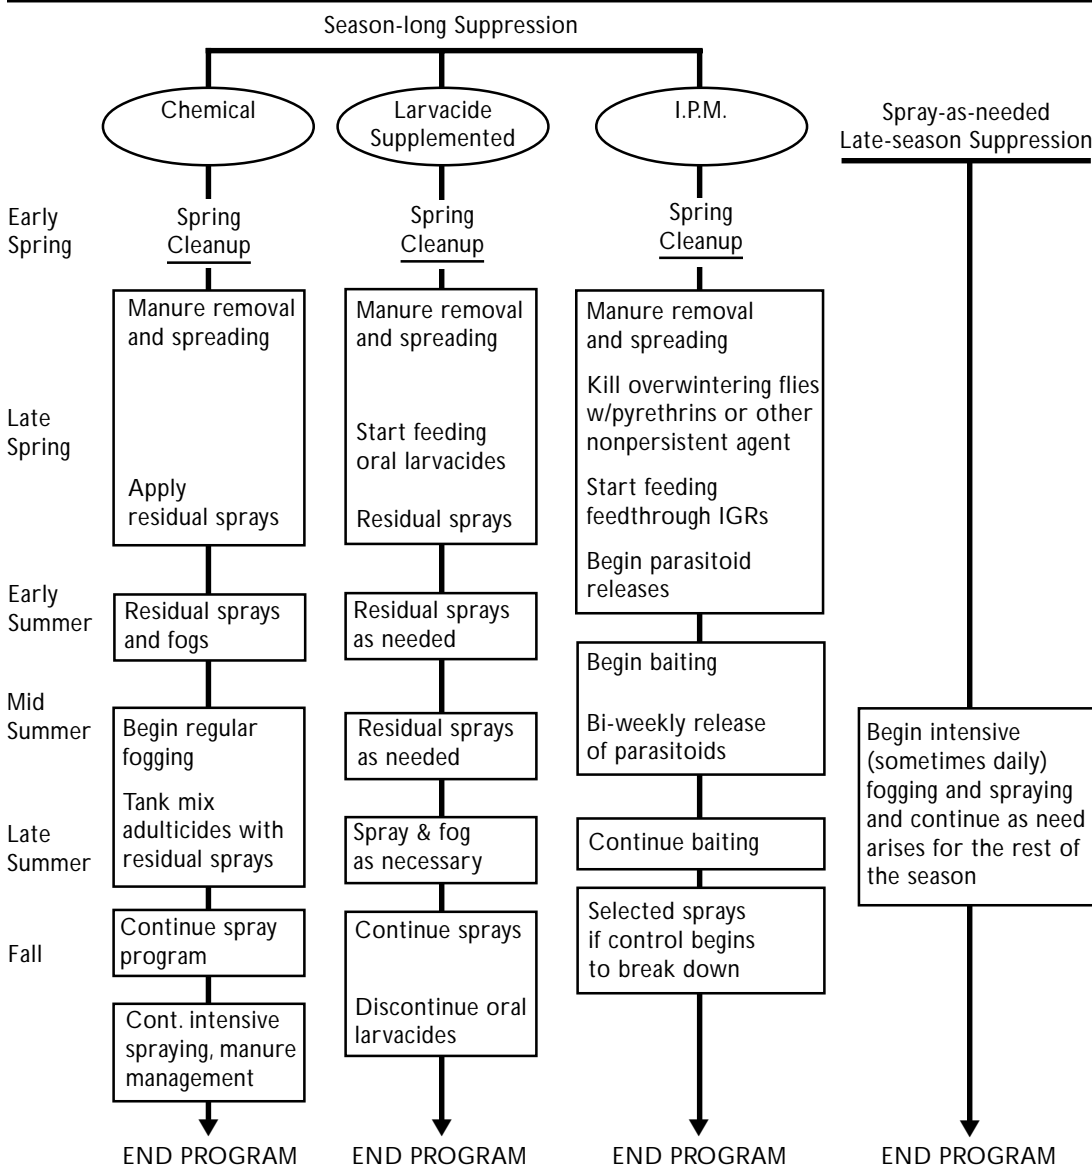 Season-long Suppression
Chemical
Larvacide
Supplemented
I.P.M.
Spray-as-needed
Late-season Suppression
Early
Spring
Spring
Cleanup
Spring
Cleanup
Spring
Cleanup
Manure removal
and spreading
Manure removal
and spreading
Manure removal
and spreading
Kill overwintering flies
w/pyrethrins or other
nonpersistent agent
Late
Spring
Start feeding
oral larvacides
Apply
residual sprays
Residual sprays
Start feeding
feedthrough IGRs
Begin parasitoid
releases
Early
Summer
Residual sprays
and fogs
Residual sprays
as needed
Begin baiting
Bi-weekly release
of parasitoids
Mid
Summer
Begin regular
fogging
Tank mix
adulticides with
residual sprays
Residual sprays
as needed
Begin intensive
(sometimes daily)
fogging and spraying
and continue as need
arises for the rest of
the season
Late
Summer
Spray & fog
as necessary
Continue baiting
Fall
Continue spray
program
Continue sprays
Discontinue oral
larvacides
Selected sprays
if control begins
to break down
Cont. intensive
spraying, manure
management
END PROGRAM
END PROGRAM
END PROGRAM
END PROGRAM